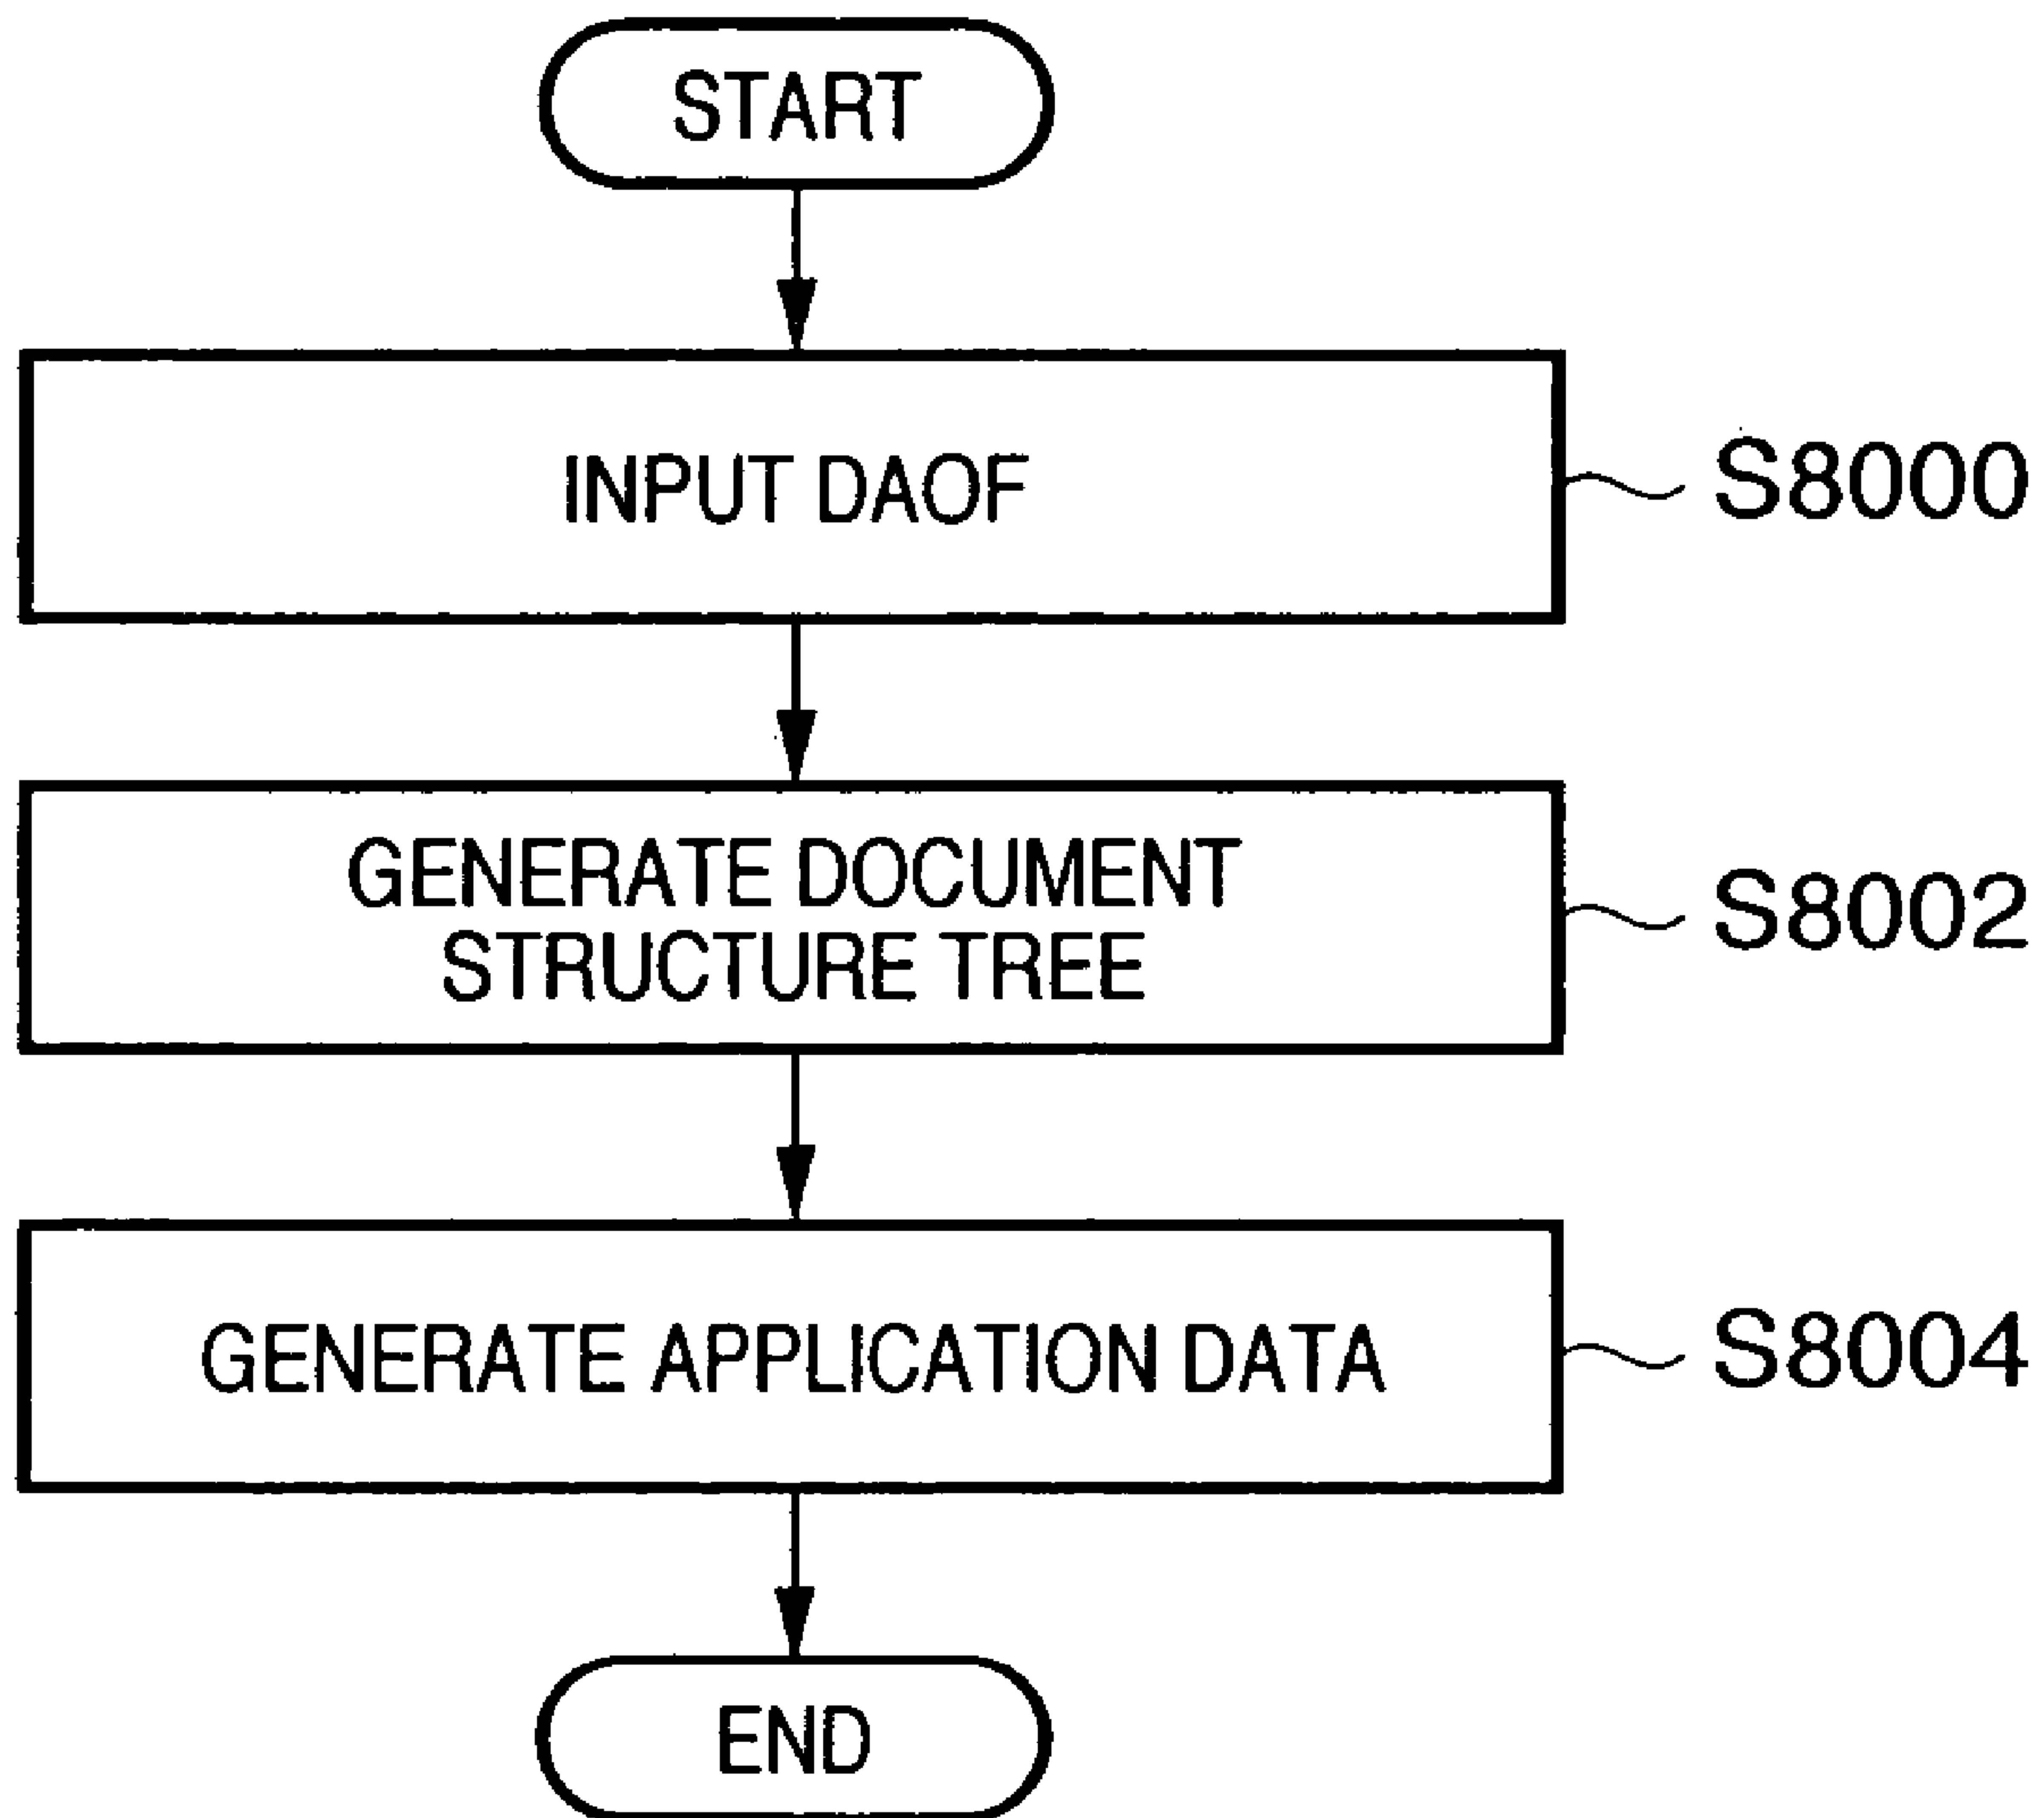 START
INPUT DAOF
S8000
GENERATE DOCUMENT
STRUCTURE TREE
S8002
GENERATE APPLICATION DATA
S8004
END